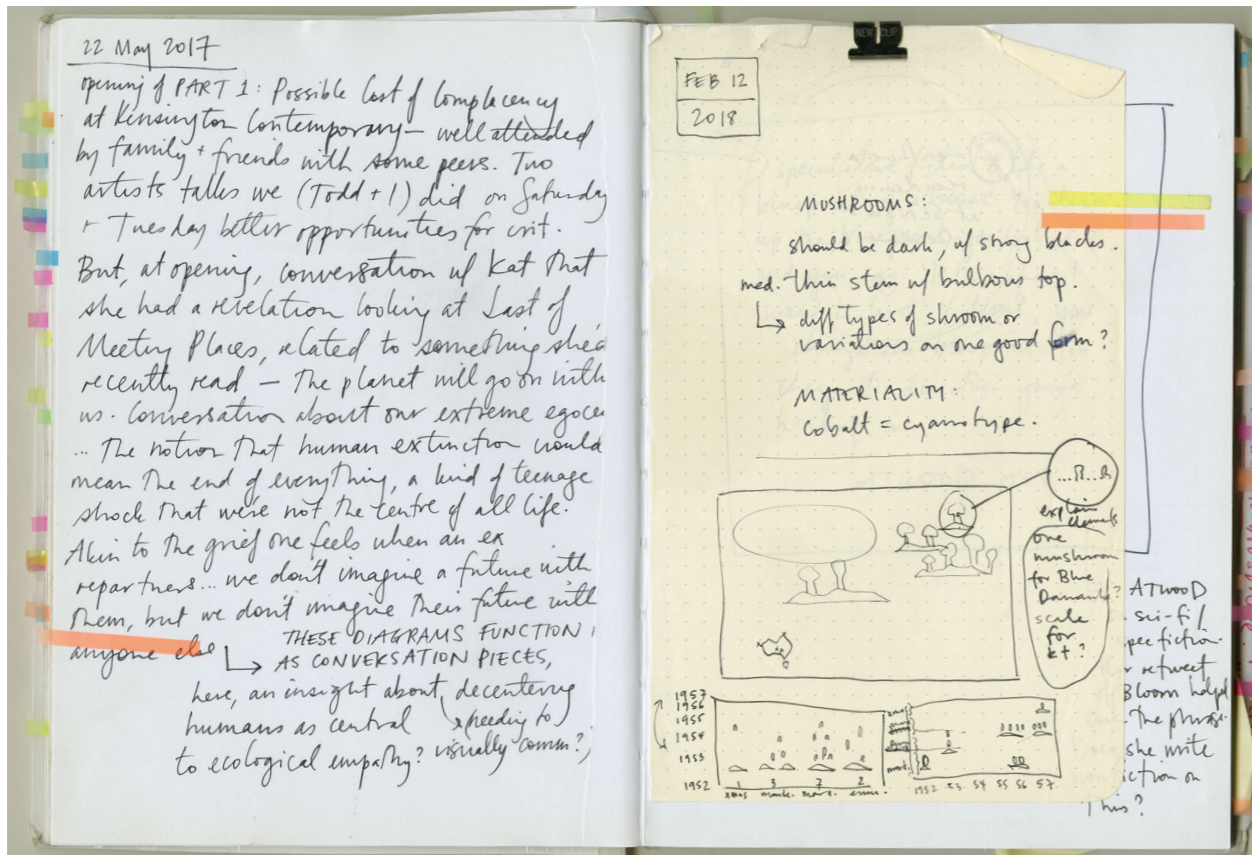 22 May 2017
opening of PART 1: Possible Cost of Complacency
at Kensington Contemporary — well attended
by family + friends with some peers. Two
artists talks we (Todd + I) did on Saturday
+ Tuesday better opportunities for crit.
But, at opening, conversation w/ Kat that
she had a revelation looking at Last of
Meeting Places, related to something she'd
recently read — The planet will go on with
us. Conversation about our extreme egoce
... The notion that human extinction would
mean the end of everything, a kind of teenage
shock that we're not the centre of all life.
Akin to the grief one feels when an ex
repartners... we don't imagine a future with
them, but we don't imagine their future with
anyone else
THESE DIAGRAMS FUNCTION
AS CONVERSATION PIECES,
here, an insight about decentering
humans as central (needing to
to ecological empathy? visually comm?)
NEW CLIP
FEB 12
2018
MUSHROOMS:
should be dark, w/ strong blacks.
med. thin stem w/ bulbous top.
diff types of shroom or
variations on one good form?
MATERIALITY:
cobalt = cyanotype.
explain
elements
one
mushroom
for Blue
Danube?
scale
for
kt?
1957
1956
1955
1954
1953
1952
1 3 7 2
monte.
1952 53 54 55 56 57
ATWOOD
sci-fi/
spec fiction
or retweet
Bloom helped
the phrase
she write
fiction on
This?